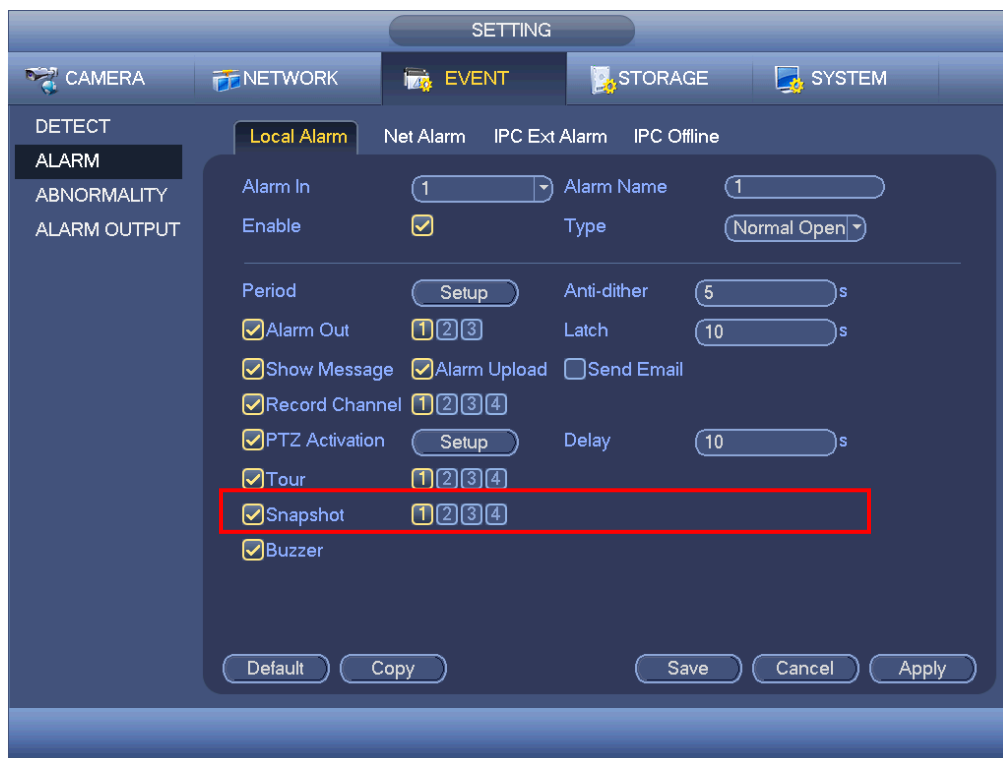 SETTING
CAMERA NETWORK EVENT STORAGE SYSTEM
DETECT
ALARM
ABNORMALITY
ALARM OUTPUT
Local Alarm Net Alarm IPC Ext Alarm IPC Offline
Alarm In 1 Alarm Name 1
Enable Type Normal Open
Period Setup Anti-dither 5 s
Alarm Out 1 2 3 Latch 10 s
Show Message Alarm Upload Send Email
Record Channel 1 2 3 4
PTZ Activation Setup Delay 10 s
Tour 1 2 3 4
Snapshot 1 2 3 4
Buzzer
Default Copy Save Cancel Apply